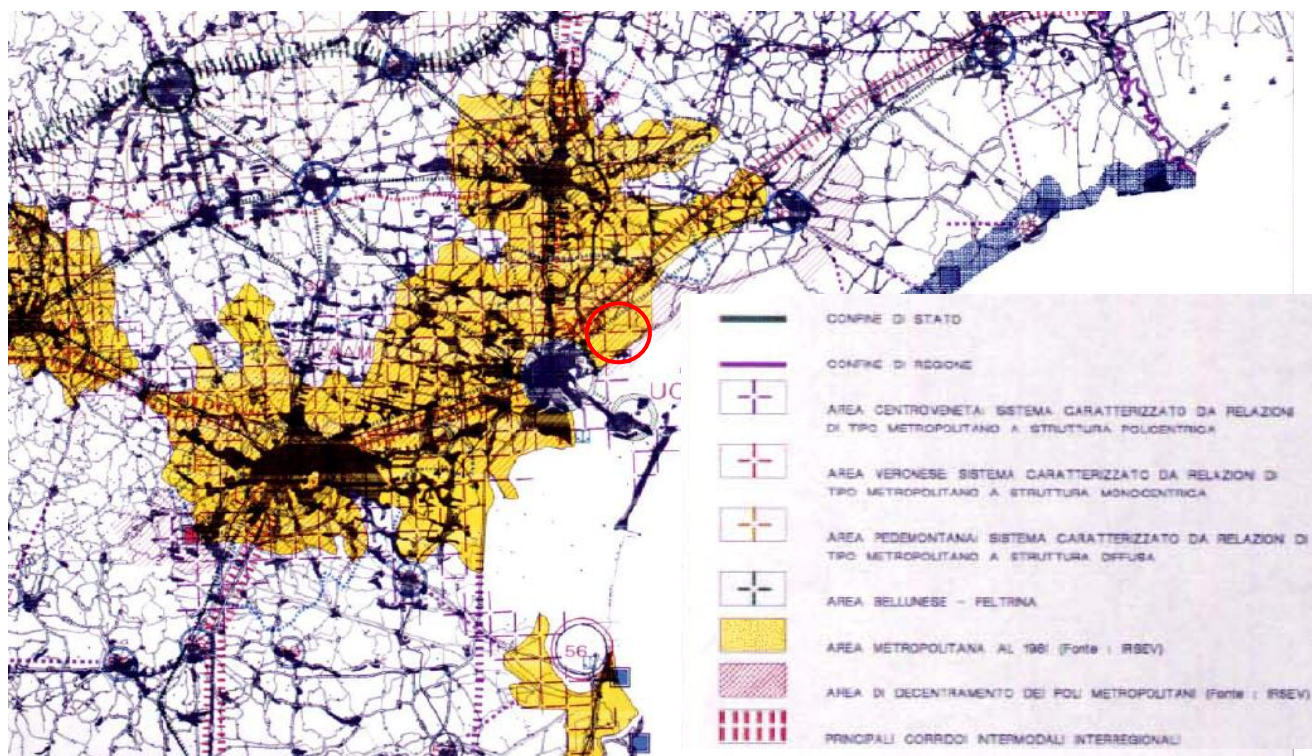 56
CONFINE DI STATO
CONFINE DI REGIONE
AREA CENTROVENETA: SISTEMA CARATTERIZZATO DA RELAZIONI
DI TIPO METROPOLITANO A STRUTTURA POLICENTRICA
AREA VERONESE SISTEMA CARATTERIZZATO DA RELAZIONI DI
TIPO METROPOLITANO A STRUTTURA MONOCENTRICA
AREA PEDEMONTANA: SISTEMA CARATTERIZZATO DA RELAZIONI DI
TIPO METROPOLITANO A STRUTTURA DIFFUSA
AREA BELLUNESE - FELTRINA
AREA METROPOLITANA AL 1981 (Fonte : IRSEV)
AREA DI DECENTRAMENTO DEI POLI METROPOLITANI (Fonte : IRSEV)
PRINCIPALI CORRIDOI INTERMODALI INTERREGIONALI